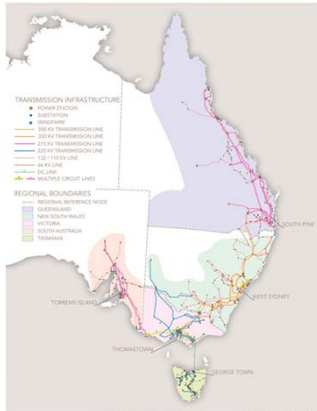 TRANSMISSION INFRASTRUCTURE
POWER STATION
SUBSTATION
WINDFARM
500 KV TRANSMISSION LINE
330 KV TRANSMISSION LINE
275 KV TRANSMISSION LINE
220 KV TRANSMISSION LINE
132 / 110 KV LINE
66 KV LINE
DC LINK
MULTIPLE CIRCUIT LINES
REGIONAL BOUNDARIES
REGIONAL REFERENCE NODE
QUEENSLAND
NEW SOUTH WALES
VICTORIA
SOUTH AUSTRALIA
TASMANIA
SOUTH PINE
WEST SYDNEY
TORRENS ISLAND
THOMASTOWN
GEORGE TOWN